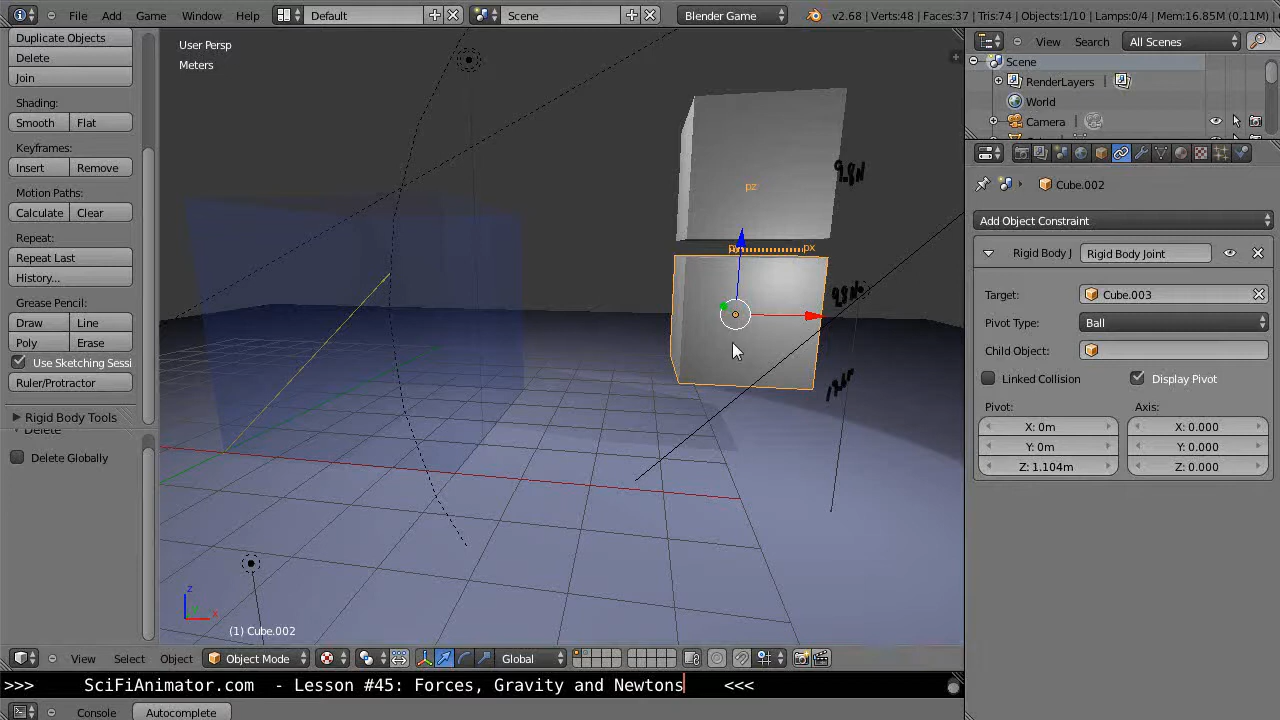 File Add Game Window Help Default Scene Blender Game v2.68 | Verts:48 | Faces:37 | Tris:74 | Objects:1/10 | Lamps:0/4 | Mem:16.85M (0.11M)
Duplicate Objects
Delete
Join
Shading:
Smooth Flat
Keyframes:
Insert Remove
Motion Paths:
Calculate Clear
Repeat:
Repeat Last
History...
Grease Pencil:
Draw Line
Poly Erase
Use Sketching Sessi
Ruler/Protractor
Rigid Body Tools
Delete
Delete Globally
User Persp
Meters
pz
px
9.8N
z
x
(1) Cube.002
View Select Object Object Mode Global
>>> SciFiAnimator.com - Lesson #45: Forces, Gravity and Newtons <<<
Console Autocomplete
View Search All Scenes
Scene
RenderLayers
World
Camera
Cube.002
Add Object Constraint
Rigid Body J Rigid Body Joint
Target: Cube.003
Pivot Type: Ball
Child Object:
Linked Collision Display Pivot
Pivot: Axis:
X: 0m X: 0.000
Y: 0m Y: 0.000
Z: 1.104m Z: 0.000